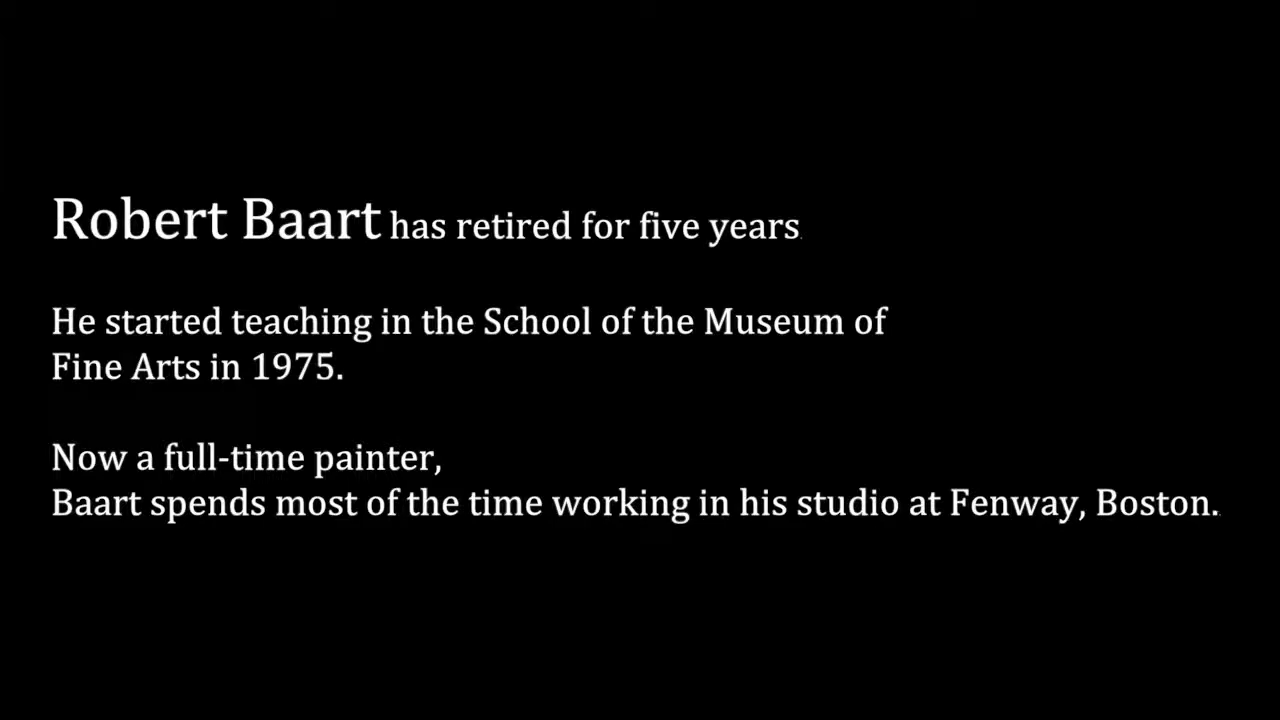 Robert Baart has retired for five years.
He started teaching in the School of the Museum of
Fine Arts in 1975.
Now a full-time painter,
Baart spends most of the time working in his studio at Fenway, Boston.